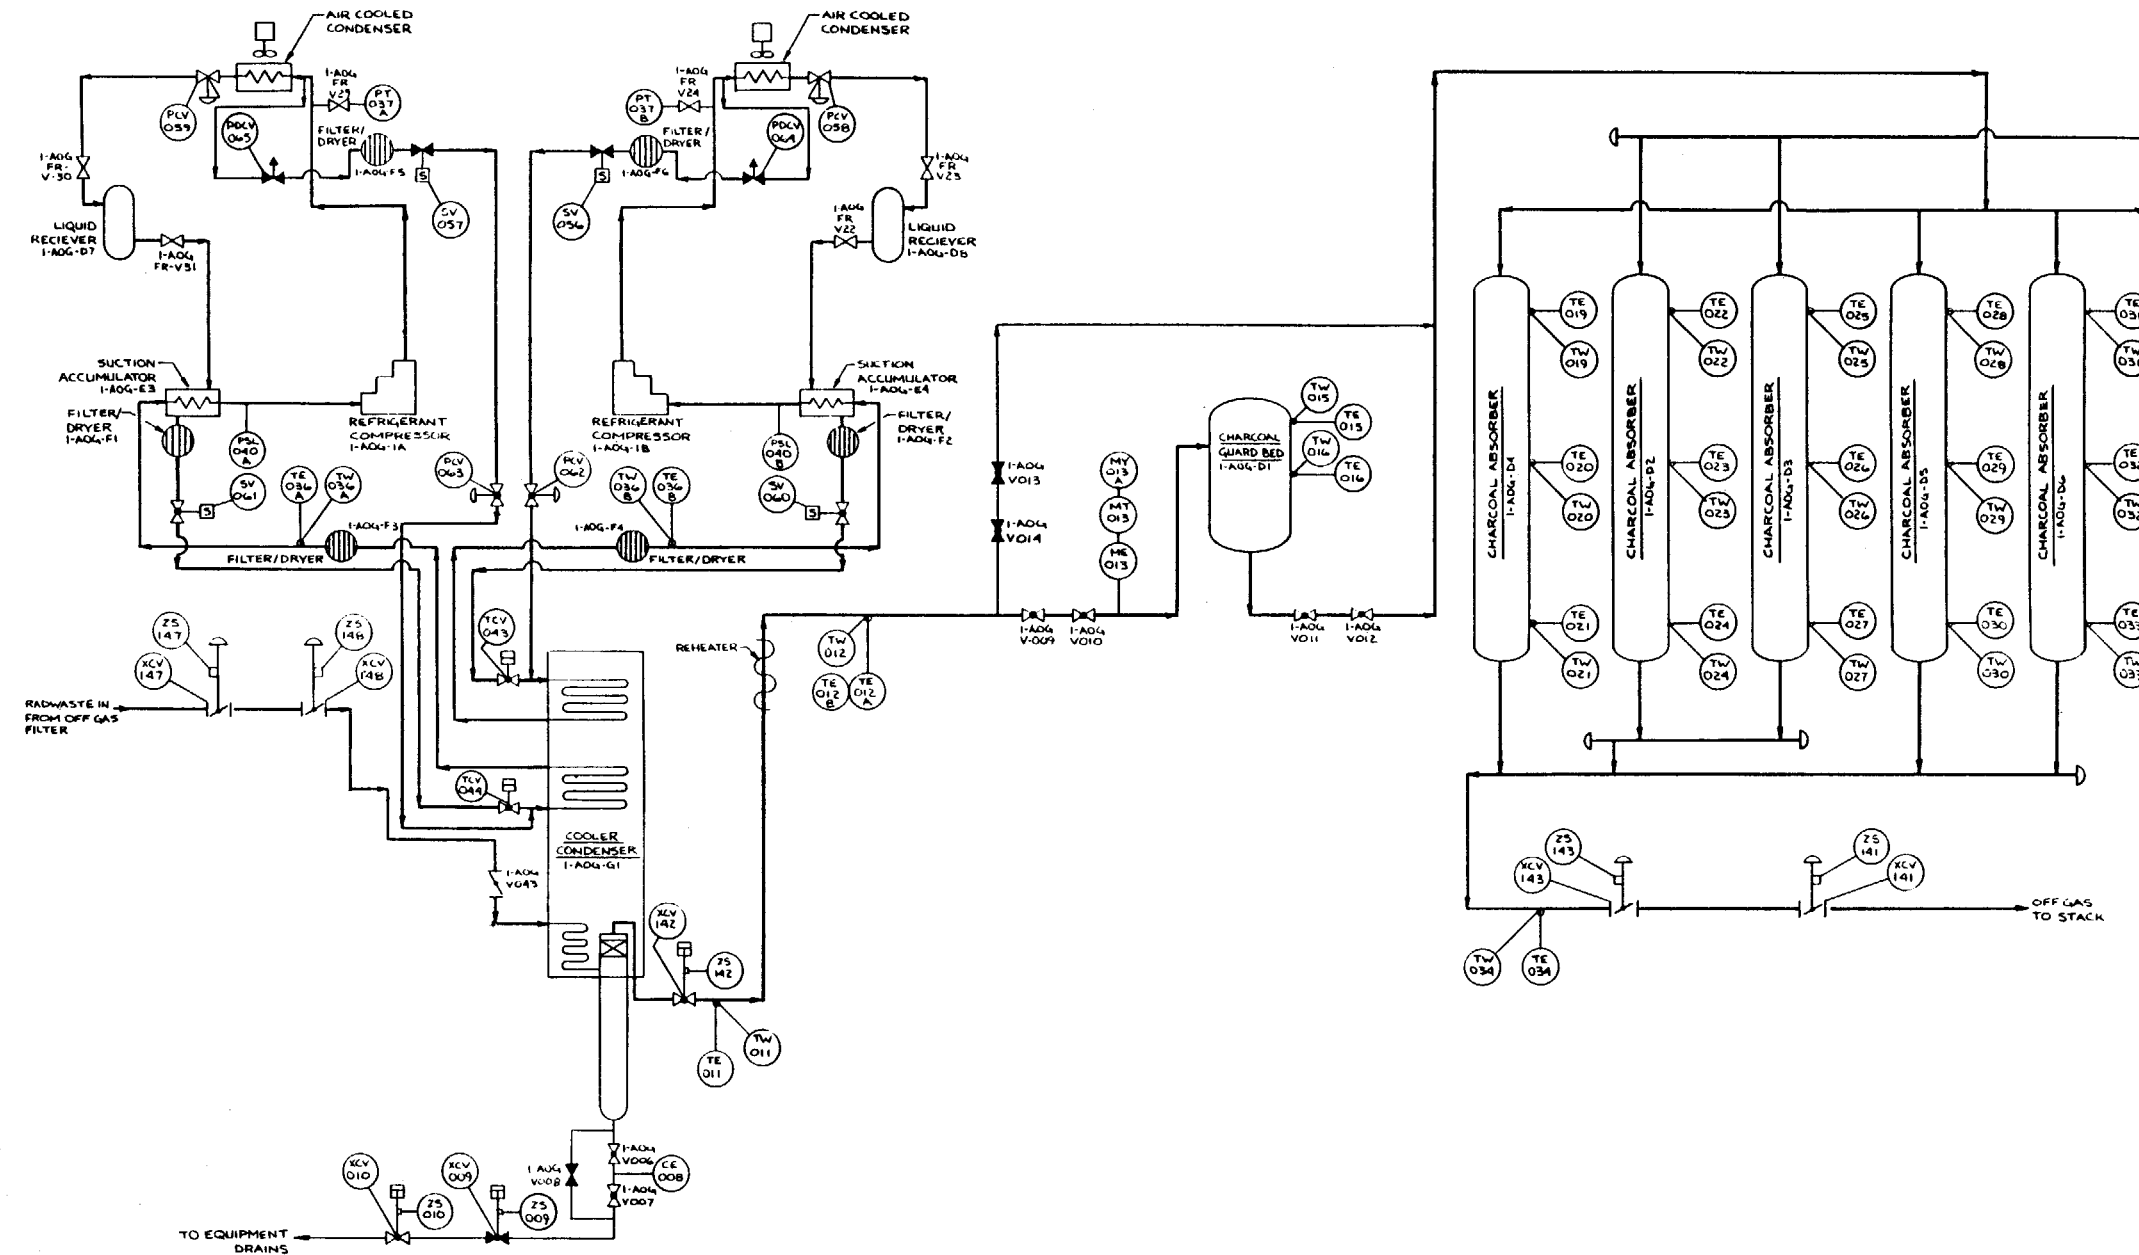 AIR COOLED
CONDENSER
AIR COOLED
CONDENSER
1-AOG
FR
V25
PT
037
A
PCV
059
PDCV
065
FILTER/
DRYER
1-AOG-F5
S
SV
057
1-AOG
FR-
V-30
LIQUID
RECIEVER
1-AOG-D7
1-AOG
FR-V31
1-AOG
FR
V24
PT
037
B
FILTER/
DRYER
1-AOG-F6
PDCV
064
PCV
058
S
SV
056
1-AOG
FR
V23
1-AOG
FR
V22
LIQUID
RECIEVER
1-AOG-D8
SUCTION
ACCUMULATOR
1-AOG-E3
FILTER/
DRYER
1-AOG-F1
PSL
040
A
REFRIGERANT
COMPRESSOR
1-AOG-1A
SV
061
S
TE
036
A
TW
036
A
1-AOG-F3
FILTER/DRYER
PCV
063
PCV
062
REFRIGERANT
COMPRESSOR
1-AOG-1B
SUCTION
ACCUMULATOR
1-AOG-E4
FILTER/
DRYER
1-AOG-F2
PSL
040
B
SV
060
S
TW
036
B
TE
036
B
1-AOG-F4
FILTER/DRYER
ZS
147
XCV
147
ZS
148
XCV
148
RADWASTE IN
FROM OFF GAS
FILTER
TCV
043
TCV
044
COOLER
CONDENSER
1-AOG-G1
1-AOG
V043
XCV
142
ZS
142
TE
011
TW
011
REHEATER
TW
012
TE
012
B
TE
012
A
1-AOG
V013
1-AOG
V014
1-AOG
V-009
1-AOG
V010
MY
013
A
MT
013
ME
013
CHARCOAL
GUARD BED
1-AOG-D1
TW
015
TE
015
TW
016
TE
016
1-AOG
V011
1-AOG
V012
CHARCOAL ABSORBER
1-AOG-D4
TE
019
TW
019
TE
020
TW
020
TE
021
TW
021
CHARCOAL ABSORBER
1-AOG-D2
TE
022
TW
022
TE
023
TW
023
TE
024
TW
024
CHARCOAL ABSORBER
1-AOG-D3
TE
025
TW
025
TE
026
TW
026
TE
027
TW
027
CHARCOAL ABSORBER
1-AOG-D5
TE
028
TW
028
TE
029
TW
029
TE
030
TW
030
CHARCOAL ABSORBER
1-AOG-D6
TE
TW
TE
TW
TE
TW
ZS
143
XCV
143
ZS
141
XCV
141
OFF GAS
TO STACK
TW
034
TE
034
1-AOG
V006
1-AOG
V008
CE
008
1-AOG
V007
XCV
010
ZS
010
XCV
009
ZS
009
TO EQUIPMENT
DRAINS